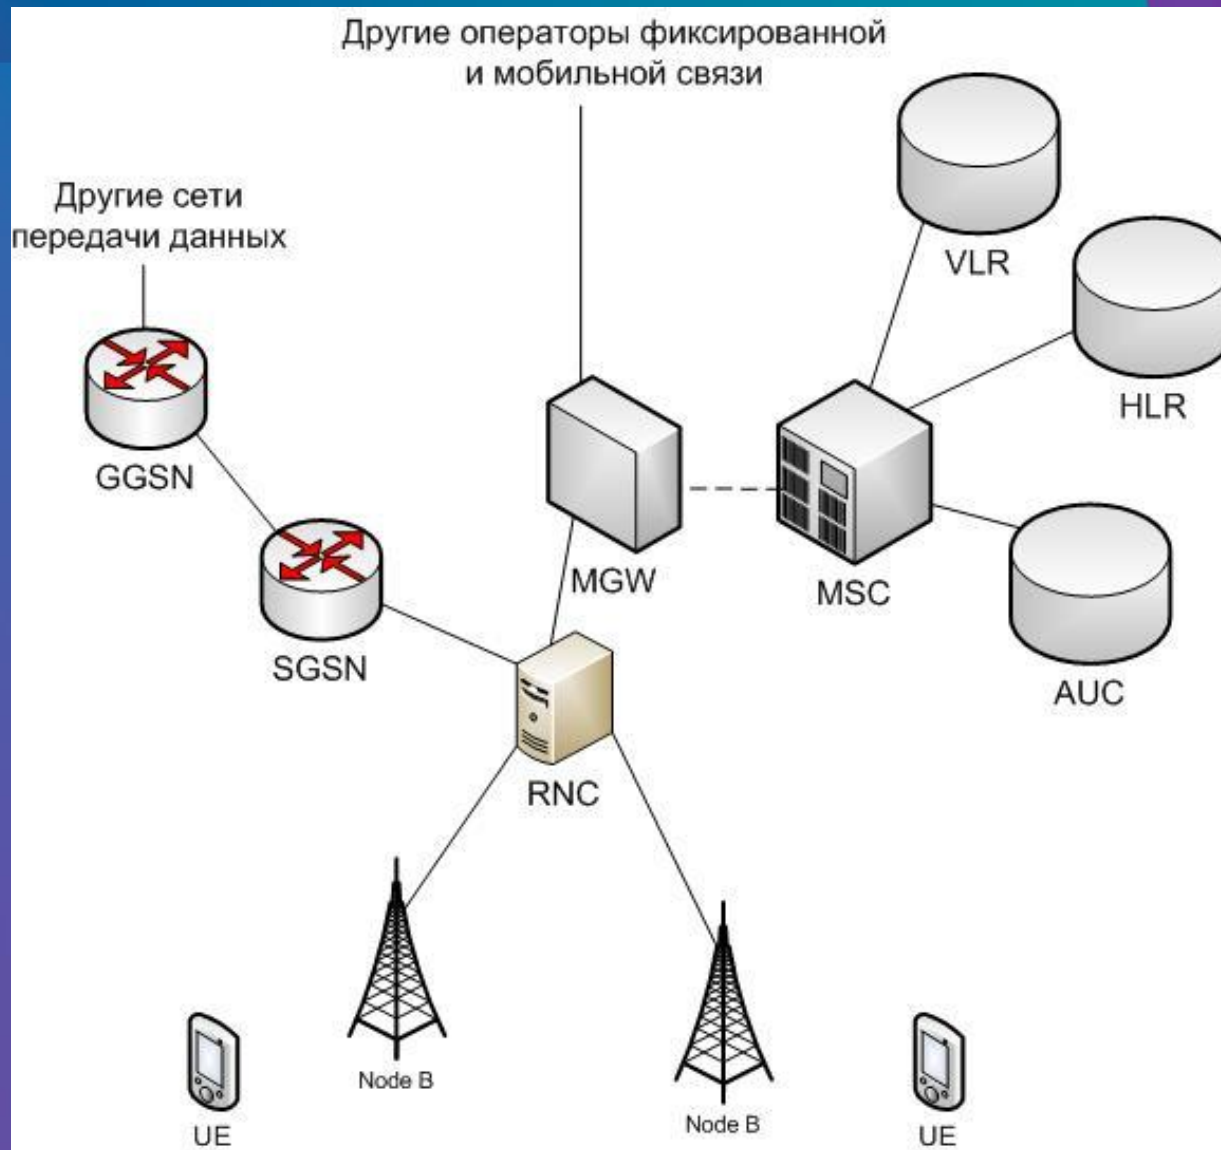 Другие операторы фиксированной
и мобильной связи
VLR
Другие сети
передачи данных
HLR
GGSN
MGW
MSC
SGSN
AUC
RNC
Node B
Node B
UE
UE